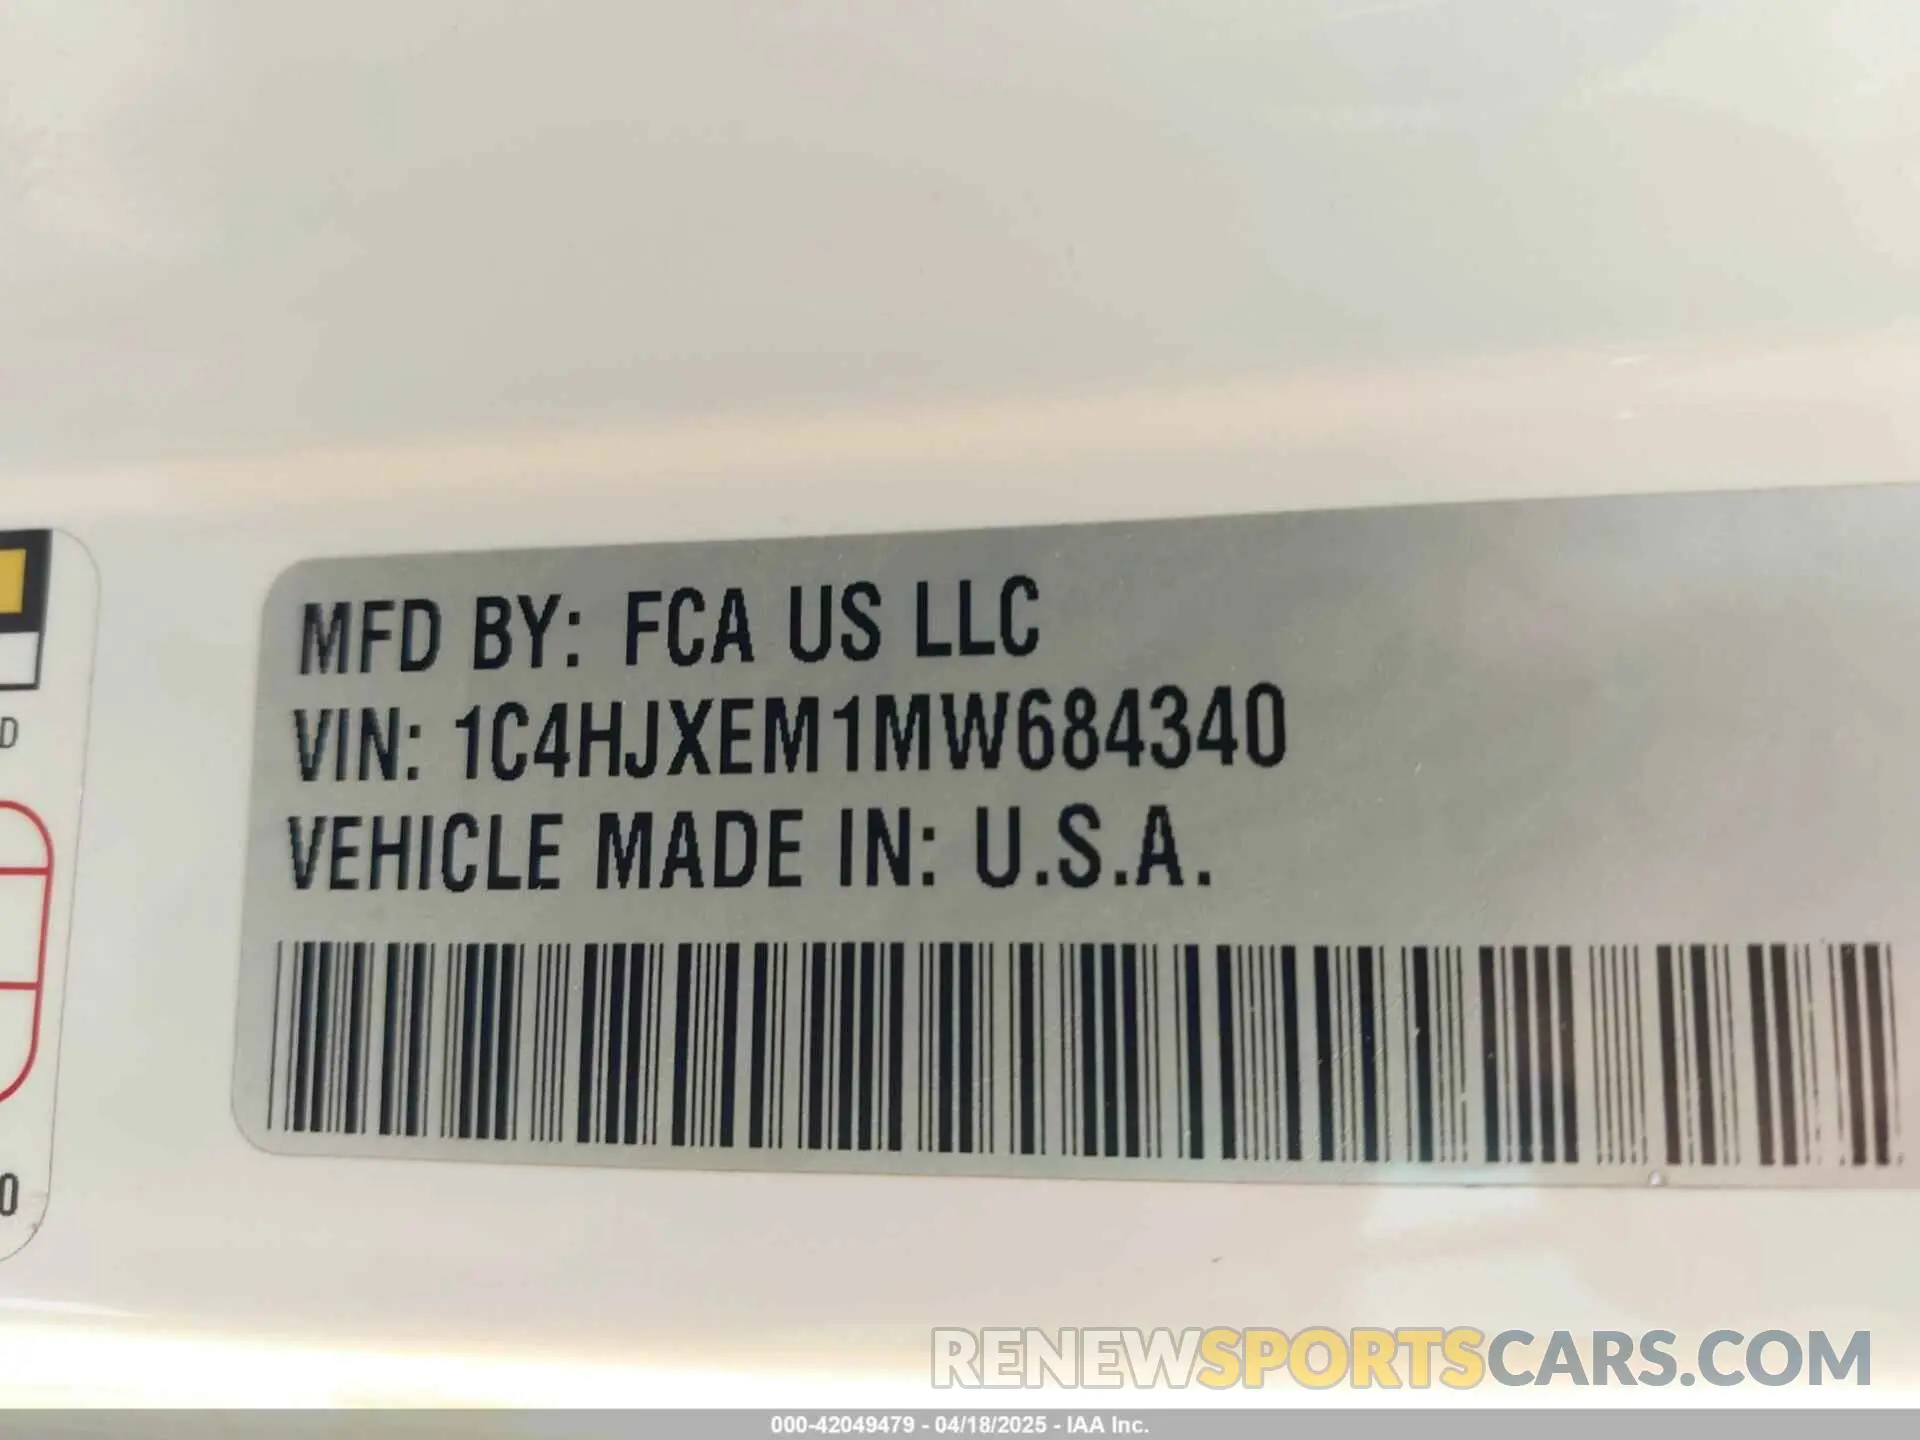 MFD BY: FCA US LLC
VIN: 1C4HJXEM1MW684340
VEHICLE MADE IN: U.S.A.
D
0
RENEWSPORTSCARS.COM
000-42049479 - 04/18/2025 - IAA Inc.